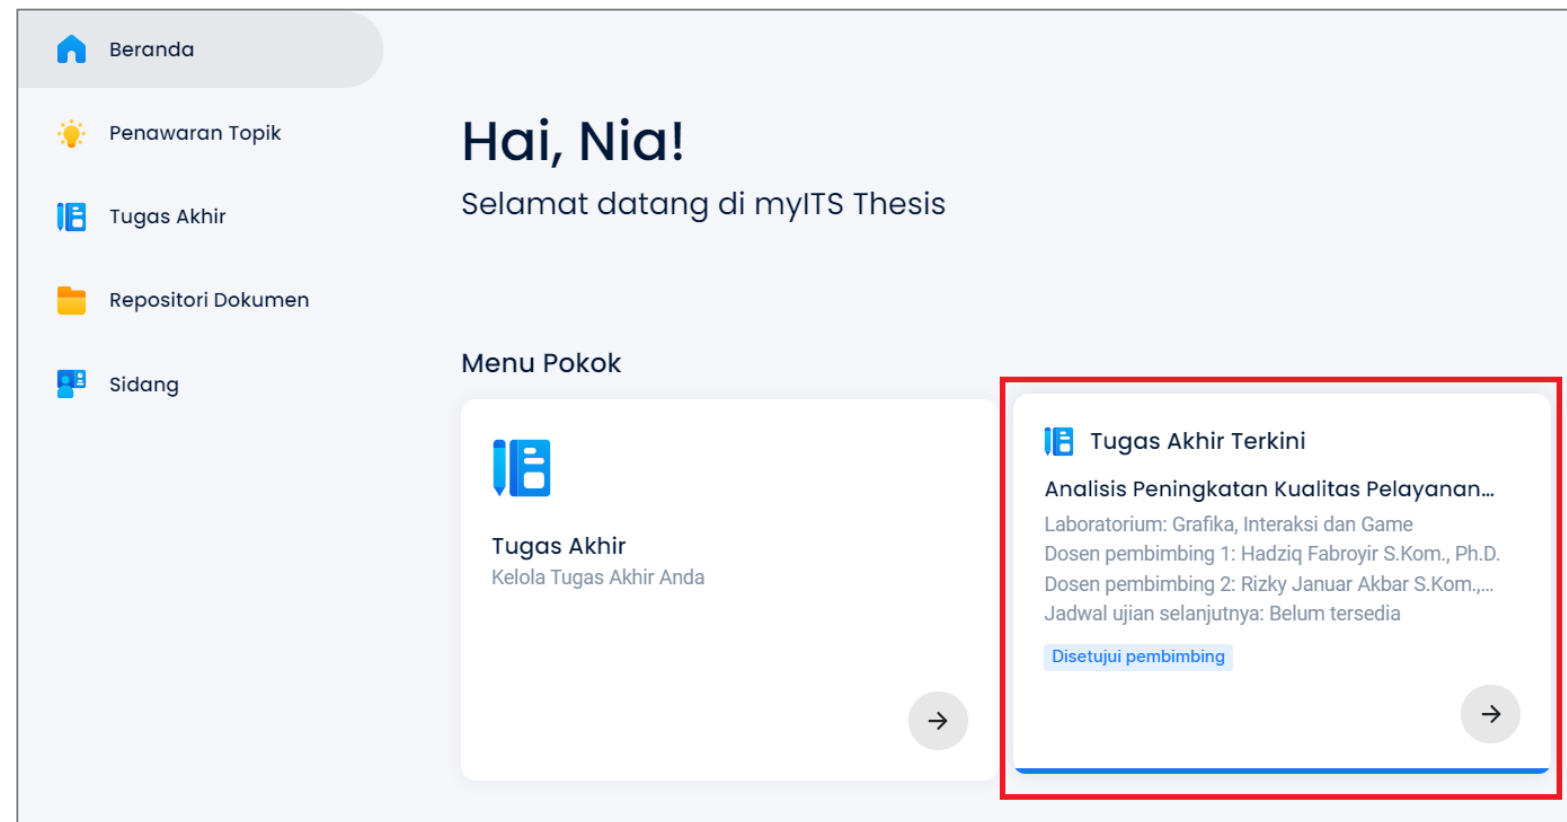 Beranda
Penawaran Topik
Tugas Akhir
Repositori Dokumen
Sidang
Hai, Nia!
Selamat datang di myITS Thesis
Menu Pokok
Tugas Akhir
Kelola Tugas Akhir Anda
Tugas Akhir Terkini
Analisis Peningkatan Kualitas Pelayanan...
Laboratorium: Grafika, Interaksi dan Game
Dosen pembimbing 1: Hadziq Fabroyir S.Kom., Ph.D.
Dosen pembimbing 2: Rizky Januar Akbar S.Kom.,...
Jadwal ujian selanjutnya: Belum tersedia
Disetujui pembimbing